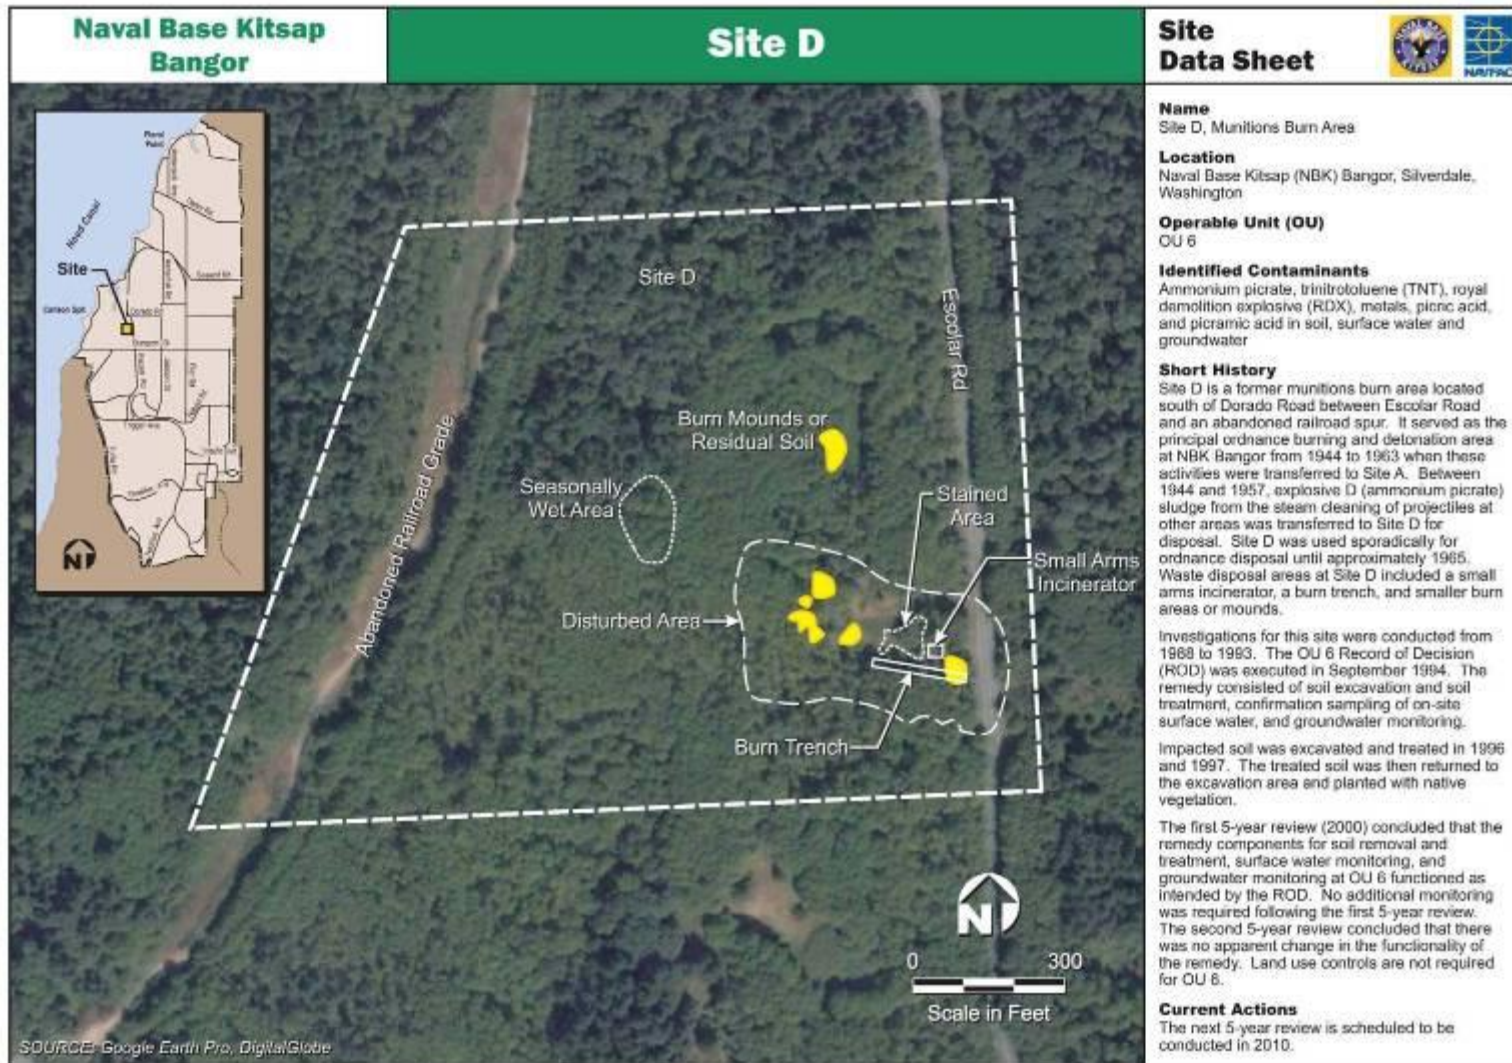 Naval Base Kitsap
Bangor
Site D
Site
Data Sheet
NAVFAC
Hood Canal
Site
N
Site D
Escolar Rd
Abandoned Railroad Grade
Burn Mounds or
Residual Soil
Seasonally
Wet Area
Stained
Area
Small Arms
Incinerator
Disturbed Area
Burn Trench
N
0 300
Scale in Feet
SOURCE: Google Earth Pro, DigitalGlobe
Name
Site D, Munitions Burn Area
Location
Naval Base Kitsap (NBK) Bangor, Silverdale,
Washington
Operable Unit (OU)
OU 6
Identified Contaminants
Ammonium picrate, trinitrotoluene (TNT), royal
demolition explosive (RDX), metals, picric acid,
and picramic acid in soil, surface water and
groundwater
Short History
Site D is a former munitions burn area located
south of Dorado Road between Escolar Road
and an abandoned railroad spur. It served as the
principal ordnance burning and detonation area
at NBK Bangor from 1944 to 1963 when these
activities were transferred to Site A. Between
1944 and 1957, explosive D (ammonium picrate)
sludge from the steam cleaning of projectiles at
other areas was transferred to Site D for
disposal. Site D was used sporadically for
ordnance disposal until approximately 1965.
Waste disposal areas at Site D included a small
arms incinerator, a burn trench, and smaller burn
areas or mounds.
Investigations for this site were conducted from
1988 to 1993. The OU 6 Record of Decision
(ROD) was executed in September 1994. The
remedy consisted of soil excavation and soil
treatment, confirmation sampling of on-site
surface water, and groundwater monitoring.
Impacted soil was excavated and treated in 1996
and 1997. The treated soil was then returned to
the excavation area and planted with native
vegetation.
The first 5-year review (2000) concluded that the
remedy components for soil removal and
treatment, surface water monitoring, and
groundwater monitoring at OU 6 functioned as
intended by the ROD. No additional monitoring
was required following the first 5-year review.
The second 5-year review concluded that there
was no apparent change in the functionality of
the remedy. Land use controls are not required
for OU 6.
Current Actions
The next 5-year review is scheduled to be
conducted in 2010.